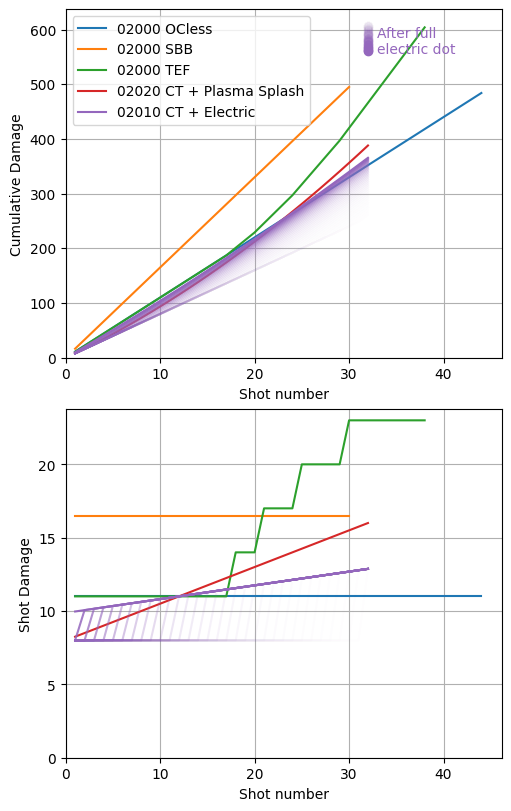 02000 OCless
02000 SBB
02000 TEF
02020 CT + Plasma Splash
02010 CT + Electric
After full
electric dot
Cumulative Damage
600
500
400
300
200
100
0
0 10 20 30 40
Shot number
Shot Damage
20
15
10
5
0
0 10 20 30 40
Shot number